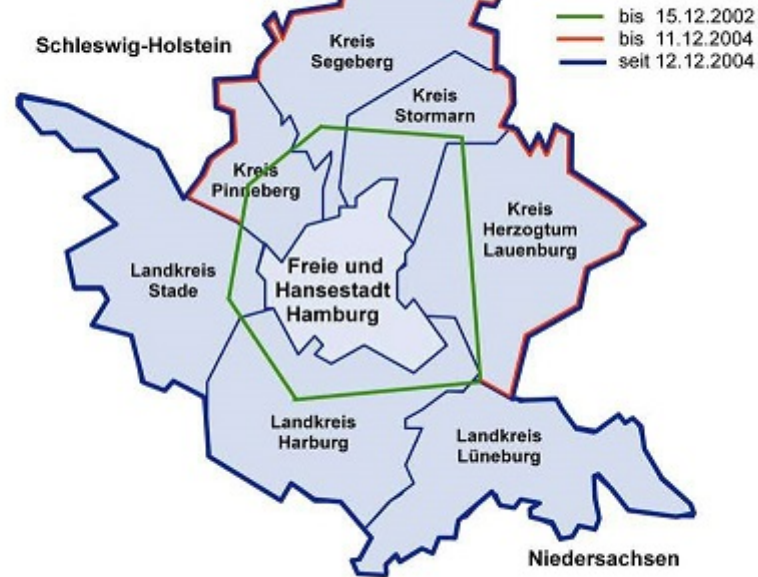 bis 15.12.2002
bis 11.12.2004
seit 12.12.2004
Schleswig-Holstein
Kreis
Segeberg
Kreis
Stormarn
Kreis
Pinneberg
Kreis
Herzogtum
Lauenburg
Landkreis
Stade
Freie und
Hansestadt
Hamburg
Landkreis
Harburg
Landkreis
Lüneburg
Niedersachsen